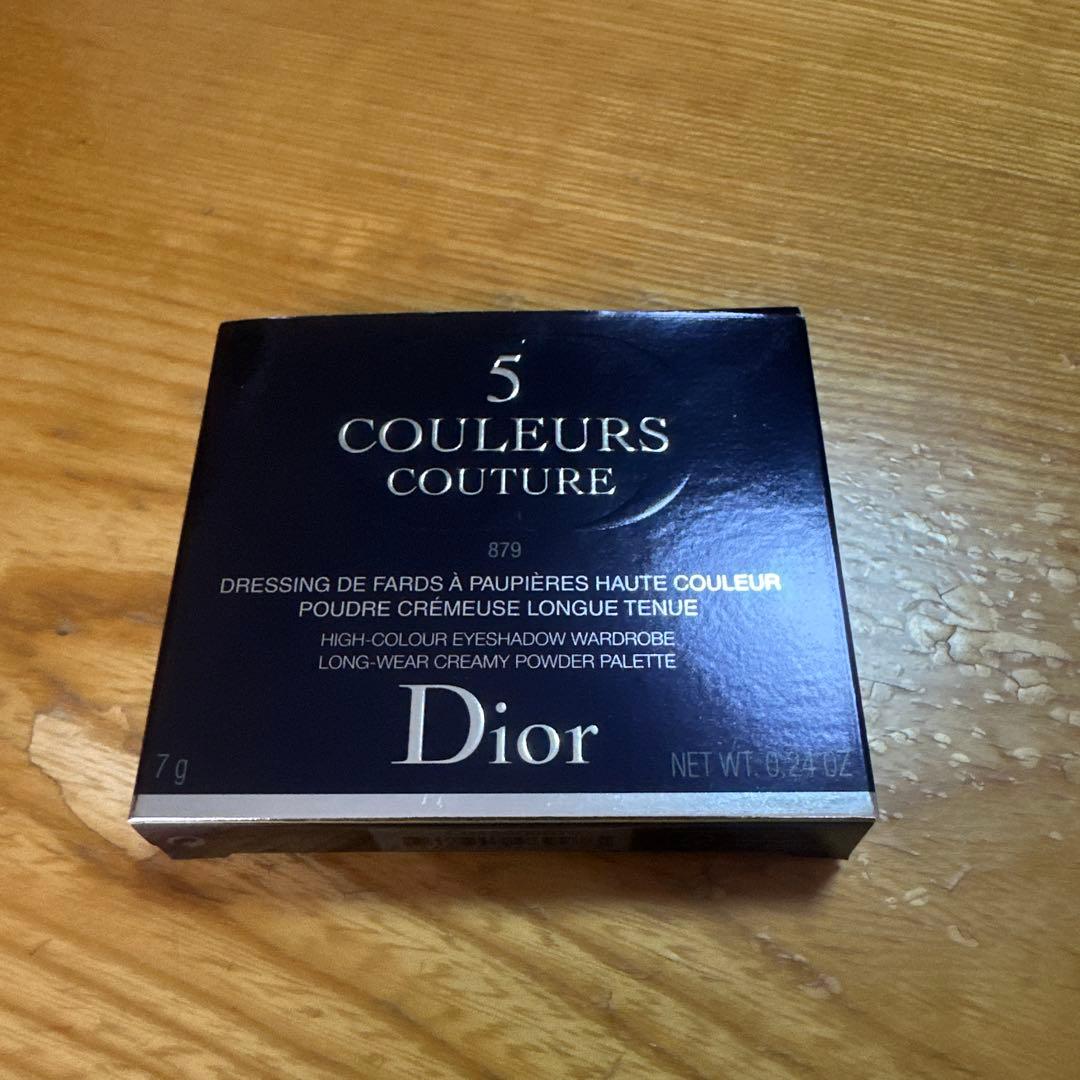 5
COULEURS
COUTURE
879
DRESSING DE FARDS À PAUPIÈRES HAUTE COULEUR
POUDRE CRÉMEUSE LONGUE TENUE
HIGH-COLOUR EYESHADOW WARDROBE
LONG-WEAR CREAMY POWDER PALETTE
Dior
7 g
NET WT. 0.24 OZ